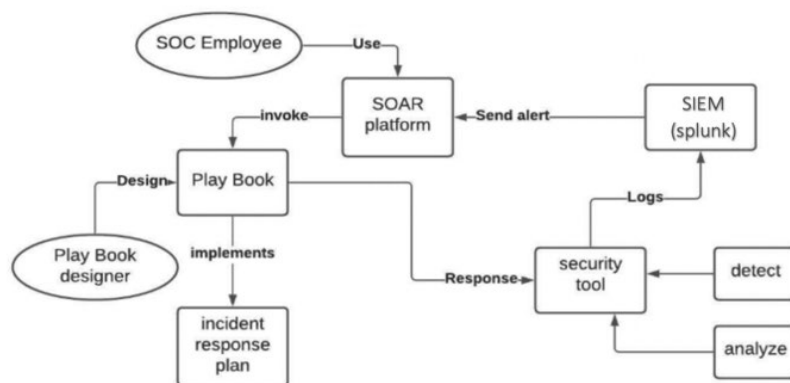 SOC Employee
Use
SOAR
platform
SIEM
(splunk)
invoke
Send alert
Design
Play Book
Logs
Play Book
designer
implements
Response
security
tool
detect
incident
response
plan
analyze